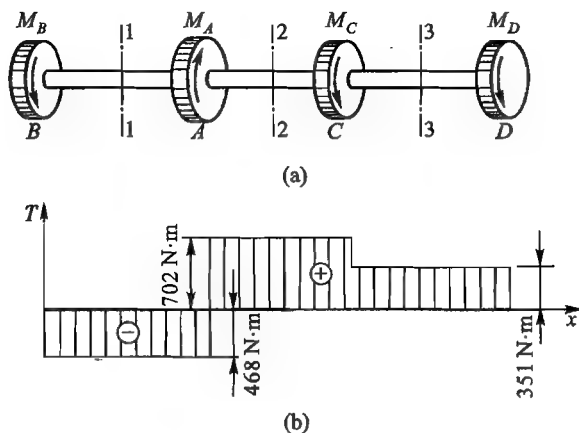 M_B 1 M_A 2 M_C 3 M_D
B 1 A 2 C 3 D
(a)
T
702 N·m
+
−
468 N·m
351 N·m
x
(b)